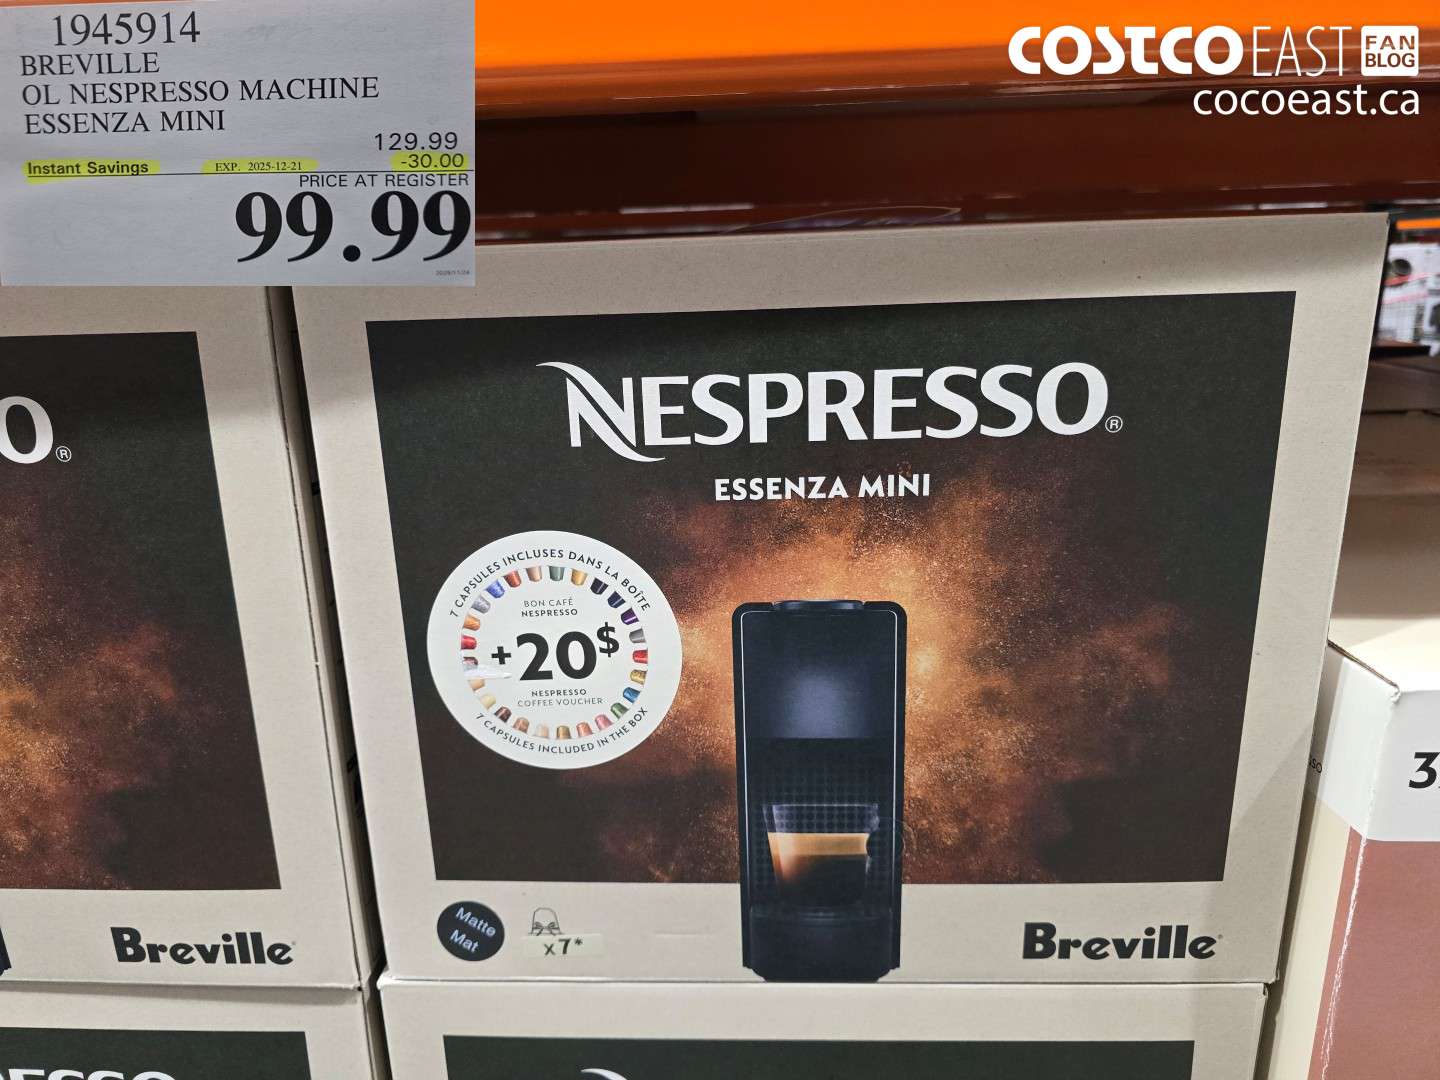 1945914
BREVILLE
OL NESPRESSO MACHINE
ESSENZA MINI
129.99
Instant Savings EXP. 2025-12-21 -30.00
PRICE AT REGISTER
99.99
COSTCO EAST FAN BLOG
cocoeast.ca
O®
NESPRESSO®
ESSENZA MINI
7 CAPSULES INCLUSES DANS LA BOÎTE
BON CAFÉ
NESPRESSO
+20$
NESPRESSO
COFFEE VOUCHER
7 CAPSULES INCLUDED IN THE BOX
Matte
Mat
x7*
Breville
Breville
3
ESSO